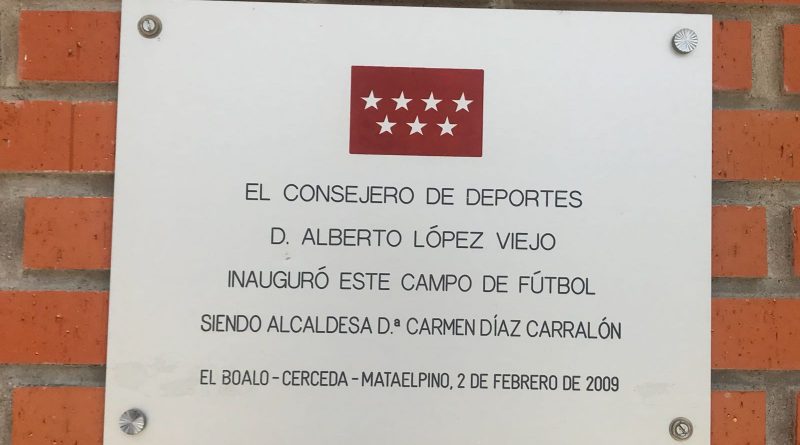 EL CONSEJERO DE DEPORTES
D. ALBERTO LÓPEZ VIEJO
INAUGURÓ ESTE CAMPO DE FÚTBOL
SIENDO ALCALDESA D.ª CARMEN DÍAZ CARRALÓN
EL BOALO - CERCEDA - MATAELPINO, 2 DE FEBRERO DE 2009